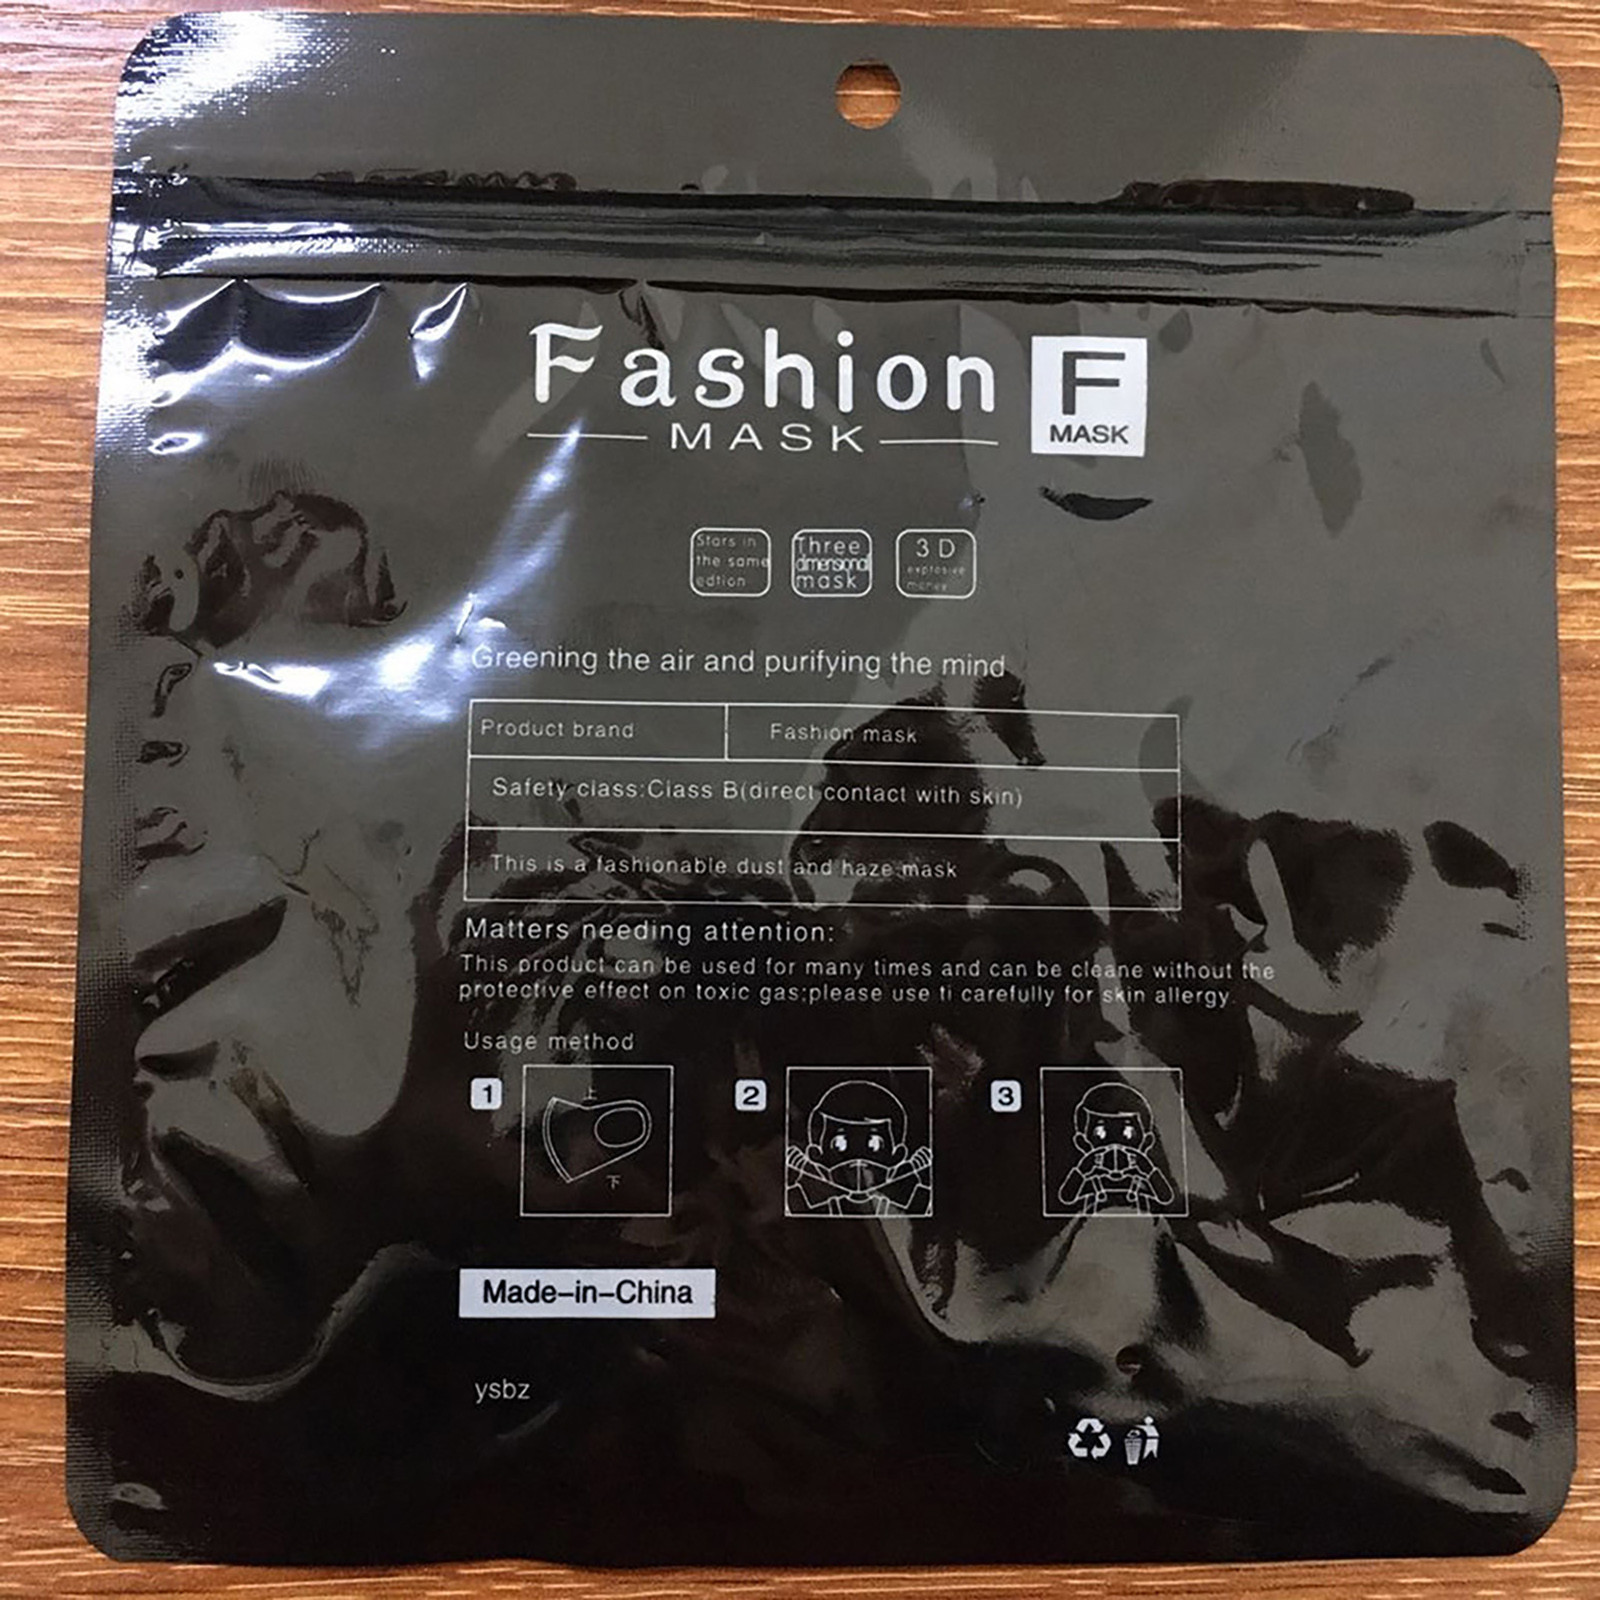 Fashion
MASK
F
MASK
Stars in
the same
edtion
Three
dimensional
mask
3 D
explosive
money
Greening the air and purifying the mind
Product brand
Fashion mask
Safety class:Ciass B(direct contact with skin)
This is a fashionable dust and haze mask
Matters needing attention:
This product can be used for many times and can be cleane without the
protective effect on toxic gas;please use ti carefully for skin allergy.
Usage method
1
上
下
2
3
Made-in-China
ysbz